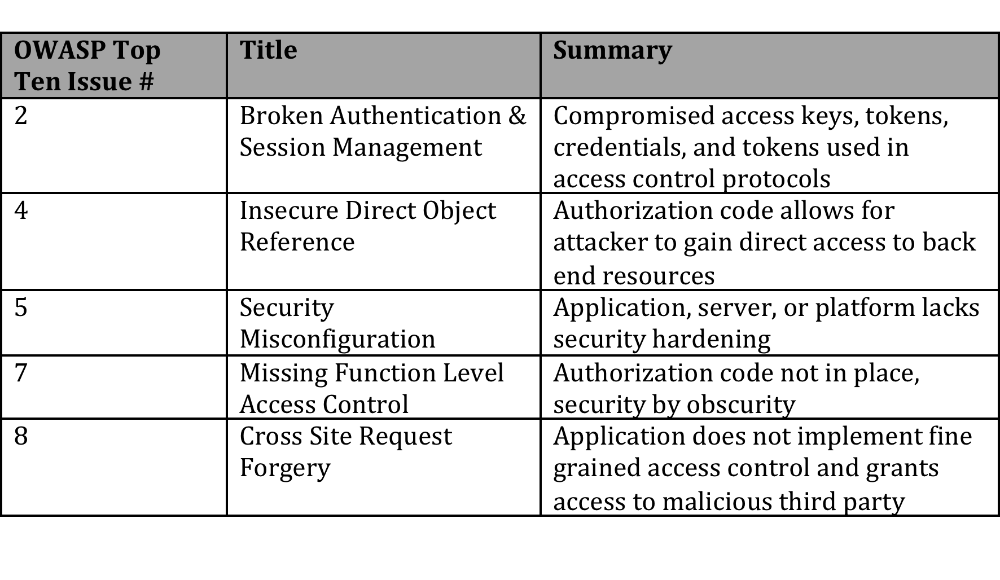 OWASP Top
Ten Issue #
Title
Summary
2
Broken Authentication &
Session Management
Compromised access keys, tokens,
credentials, and tokens used in
access control protocols
4
Insecure Direct Object
Reference
Authorization code allows for
attacker to gain direct access to back
end resources
5
Security
Misconfiguration
Application, server, or platform lacks
security hardening
7
Missing Function Level
Access Control
Authorization code not in place,
security by obscurity
8
Cross Site Request
Forgery
Application does not implement fine
grained access control and grants
access to malicious third party